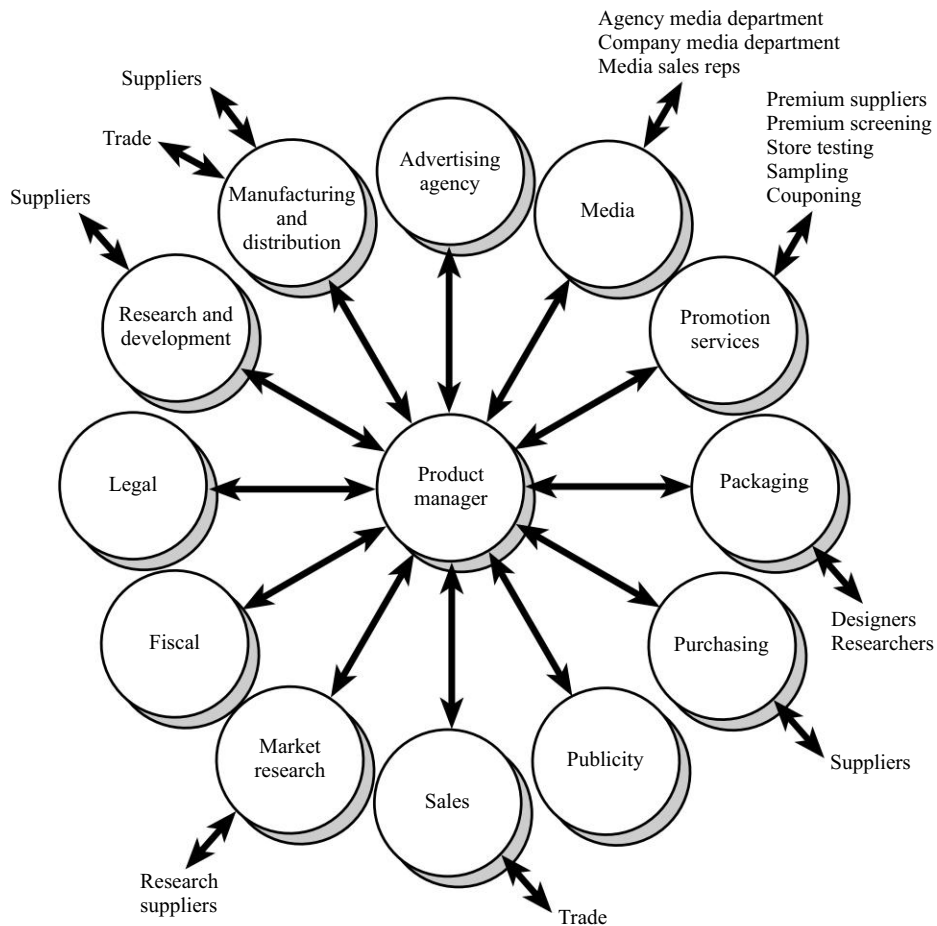 Agency media department
Company media department
Media sales reps
Suppliers
Trade
Premium suppliers
Premium screening
Store testing
Sampling
Couponing
Suppliers
Advertising
agency
Manufacturing
and
distribution
Media
Research and
development
Promotion
services
Legal
Product
manager
Packaging
Fiscal
Purchasing
Designers
Researchers
Market
research
Sales
Publicity
Suppliers
Research
suppliers
Trade